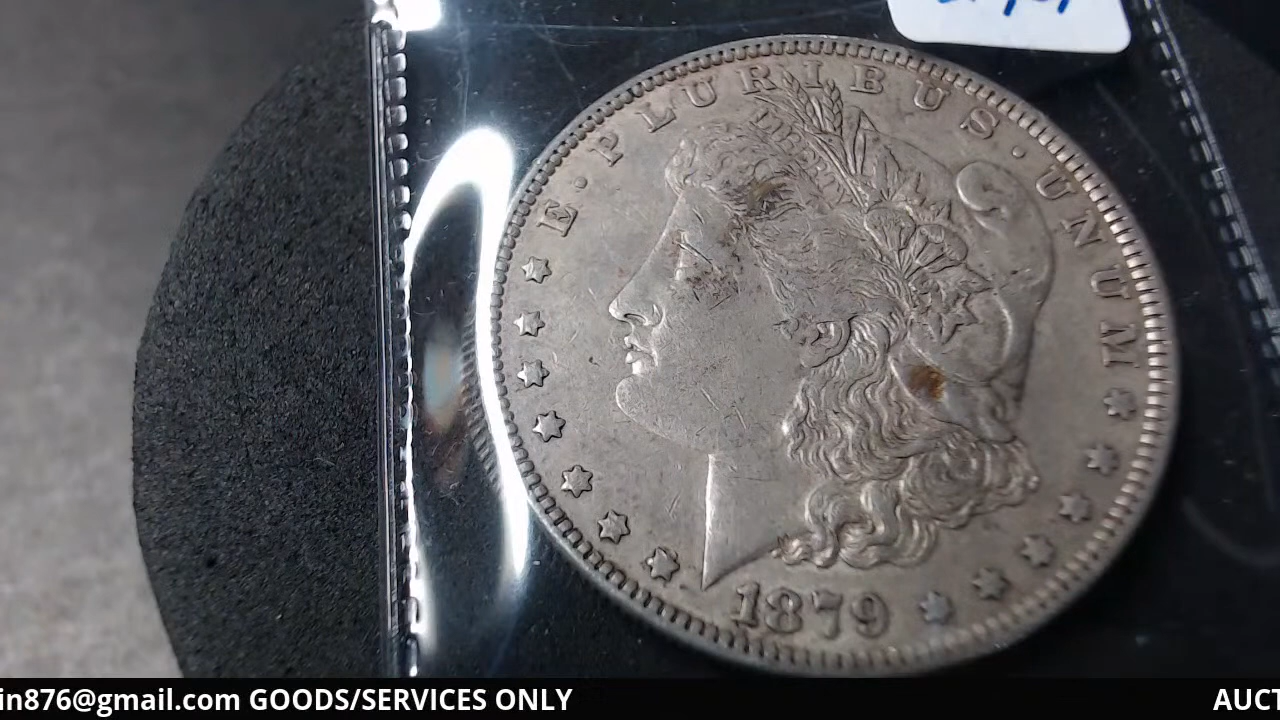 E · PLURIBUS · UNUM
1879
in876@gmail.com GOODS/SERVICES ONLY
AUCT